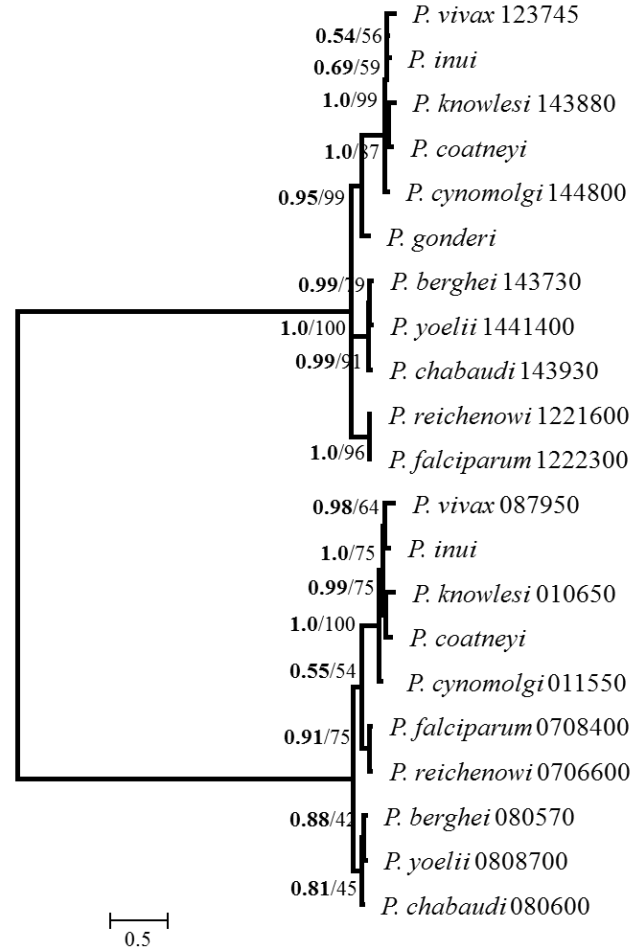 P. vivax 123745
0.54/56
P. inui
0.69/59
1.0/99
P. knowlesi 143880
1.0/87
P. coatneyi
0.95/99
P. cynomolgi 144800
P. gonderi
0.99/79
P. berghei 143730
1.0/100
P. yoelii 1441400
0.99/91
P. chabaudi 143930
P. reichenowi 1221600
1.0/96
P. falciparum 1222300
0.98/64
P. vivax 087950
1.0/75
P. inui
0.99/75
P. knowlesi 010650
1.0/100
P. coatneyi
0.55/54
P. cynomolgi 011550
P. falciparum 0708400
0.91/75
P. reichenowi 0706600
0.88/42
P. berghei 080570
P. yoelii 0808700
0.81/45
P. chabaudi 080600
0.5